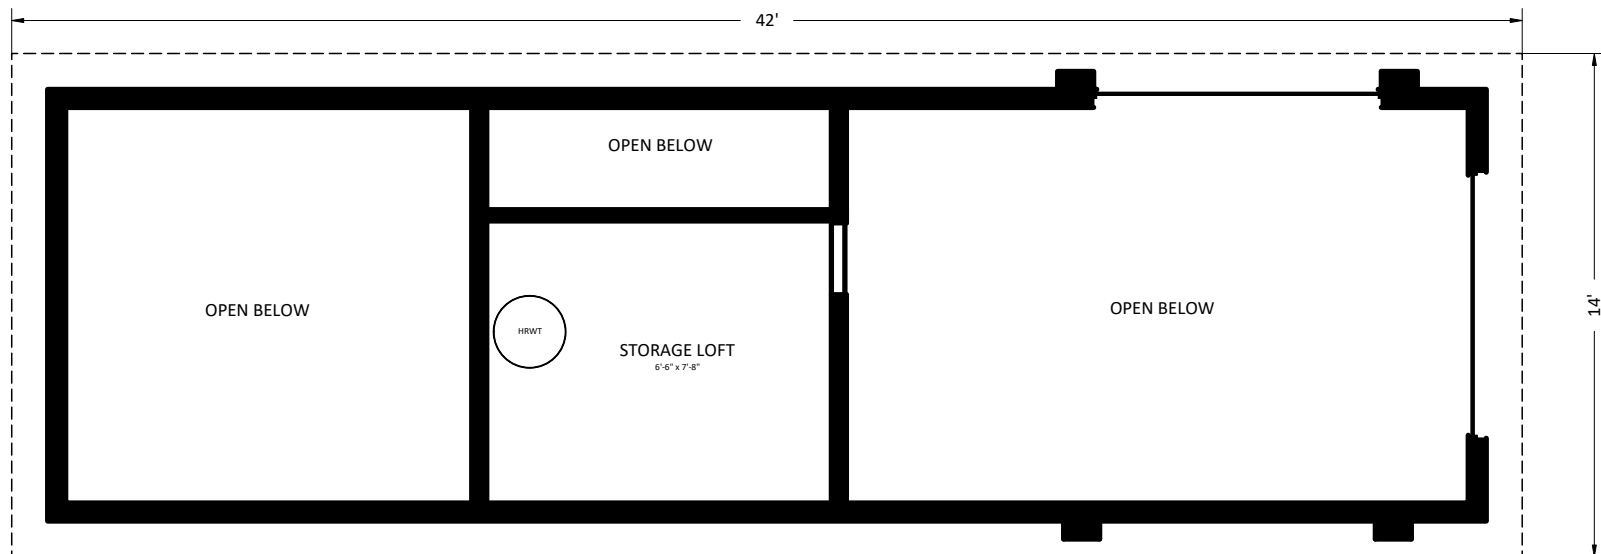 42'
OPEN BELOW
OPEN BELOW
OPEN BELOW
14'
HRWT
STORAGE LOFT
6'-6" x 7'-8"